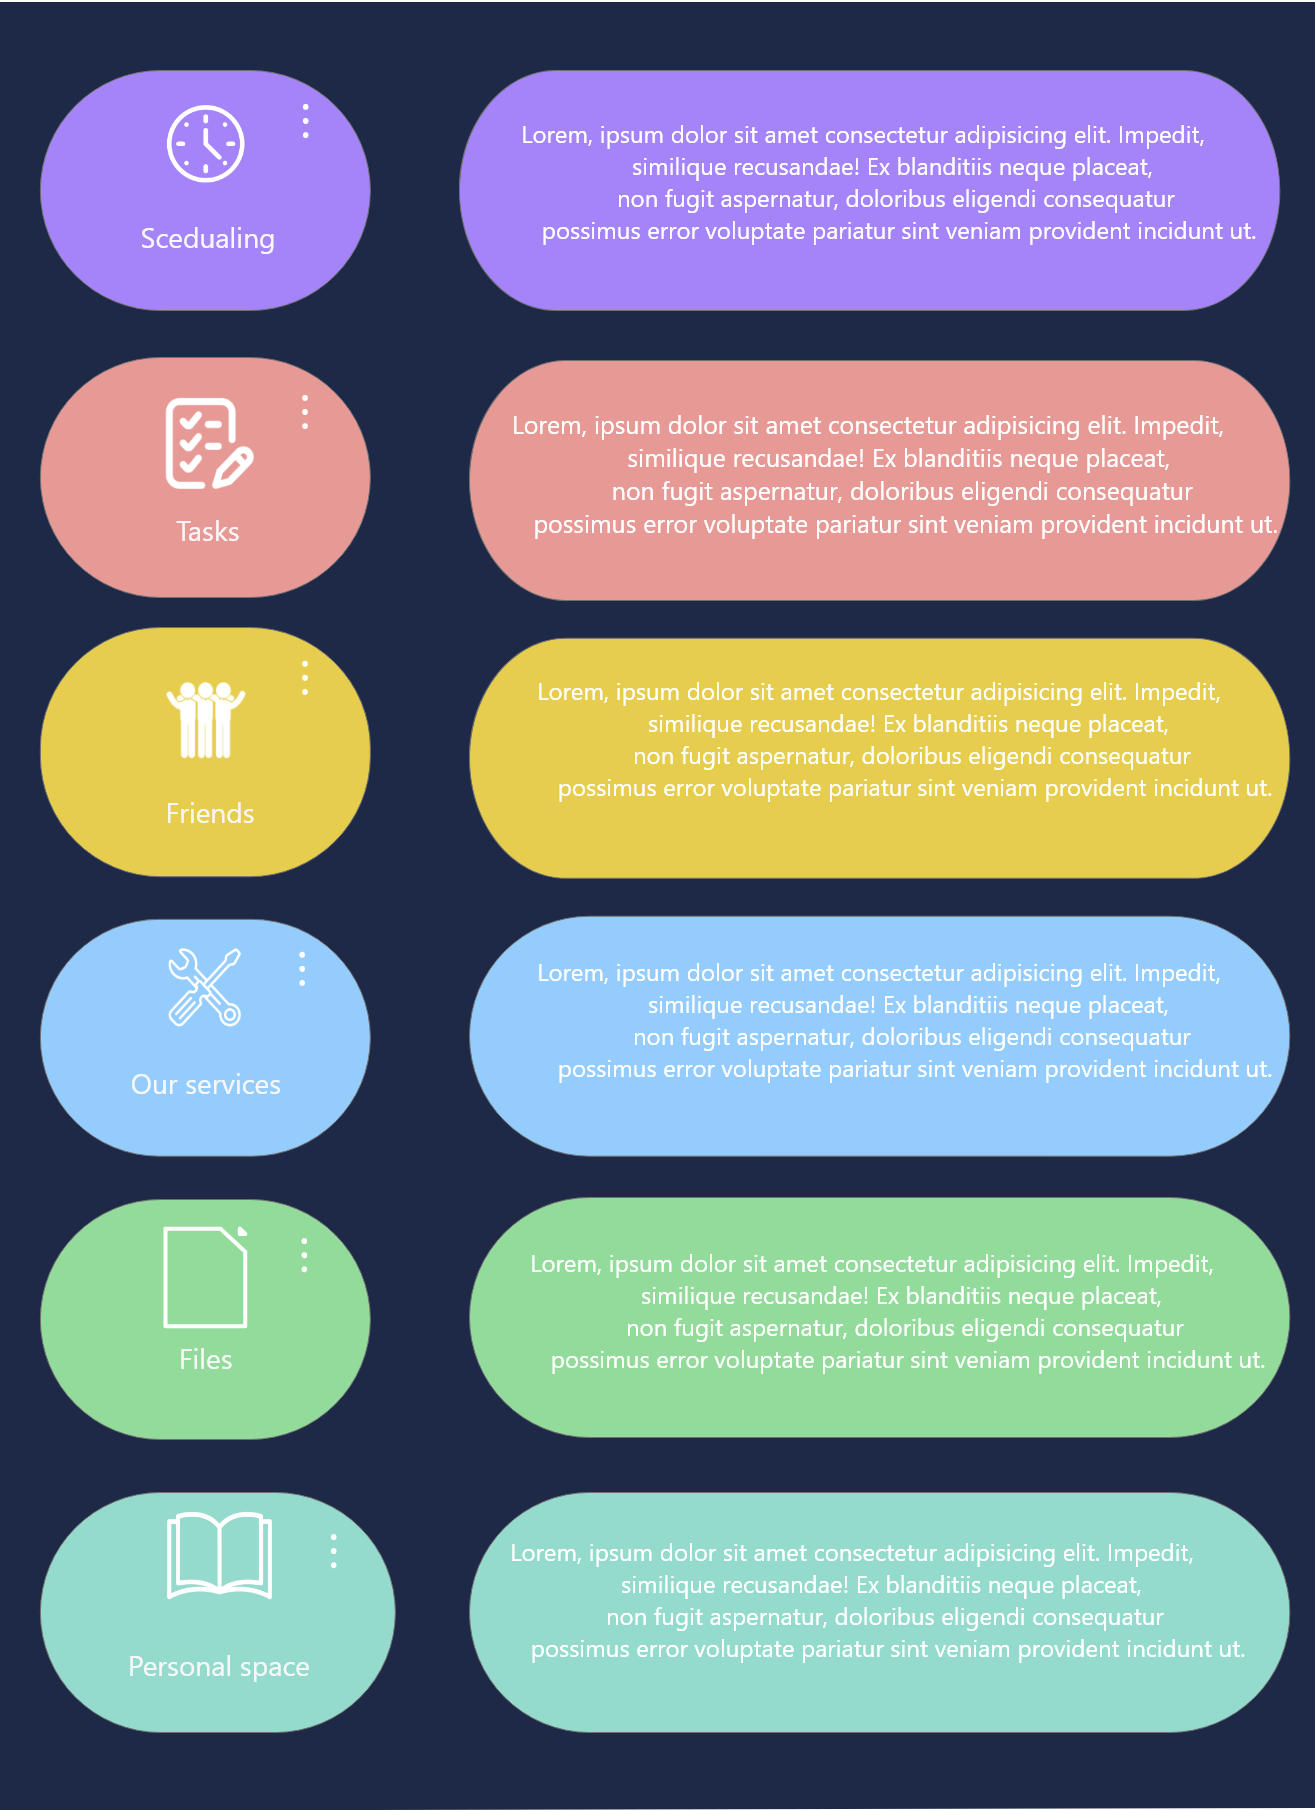 Scedualing
Lorem, ipsum dolor sit amet consectetur adipisicing elit. Impedit,
similique recusandae! Ex blanditiis neque placeat,
non fugit aspernatur, doloribus eligendi consequatur
possimus error voluptate pariatur sint veniam provident incidunt ut.
Tasks
Lorem, ipsum dolor sit amet consectetur adipisicing elit. Impedit,
similique recusandae! Ex blanditiis neque placeat,
non fugit aspernatur, doloribus eligendi consequatur
possimus error voluptate pariatur sint veniam provident incidunt ut.
Friends
Lorem, ipsum dolor sit amet consectetur adipisicing elit. Impedit,
similique recusandae! Ex blanditiis neque placeat,
non fugit aspernatur, doloribus eligendi consequatur
possimus error voluptate pariatur sint veniam provident incidunt ut.
Our services
Lorem, ipsum dolor sit amet consectetur adipisicing elit. Impedit,
similique recusandae! Ex blanditiis neque placeat,
non fugit aspernatur, doloribus eligendi consequatur
possimus error voluptate pariatur sint veniam provident incidunt ut.
Files
Lorem, ipsum dolor sit amet consectetur adipisicing elit. Impedit,
similique recusandae! Ex blanditiis neque placeat,
non fugit aspernatur, doloribus eligendi consequatur
possimus error voluptate pariatur sint veniam provident incidunt ut.
Personal space
Lorem, ipsum dolor sit amet consectetur adipisicing elit. Impedit,
similique recusandae! Ex blanditiis neque placeat,
non fugit aspernatur, doloribus eligendi consequatur
possimus error voluptate pariatur sint veniam provident incidunt ut.